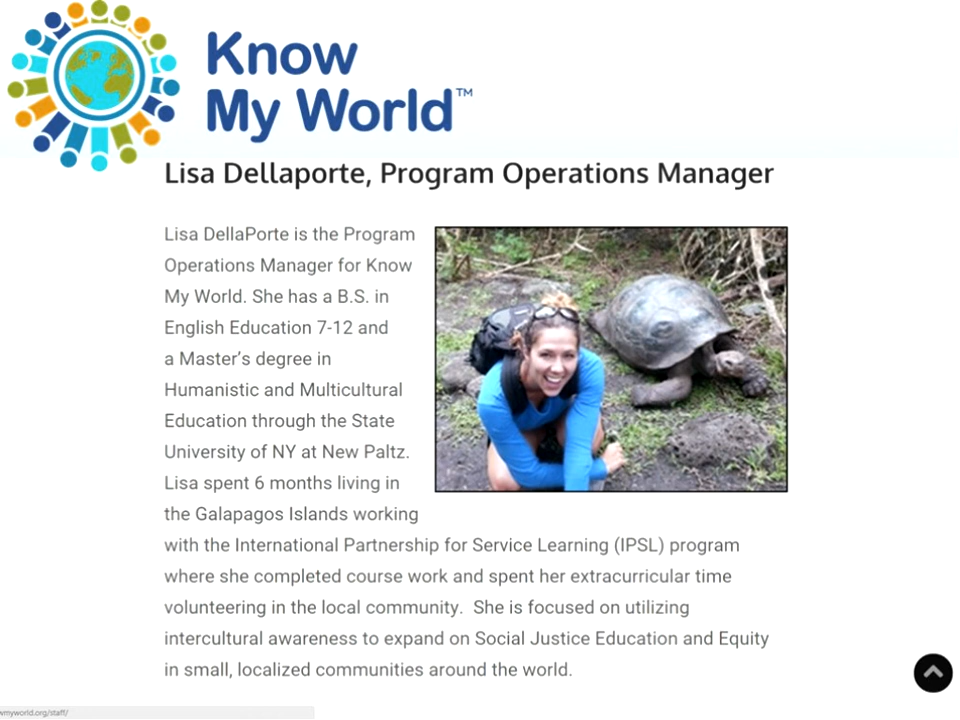 Know
My World™
Lisa Dellaporte, Program Operations Manager
Lisa DellaPorte is the Program
Operations Manager for Know
My World. She has a B.S. in
English Education 7-12 and
a Master's degree in
Humanistic and Multicultural
Education through the State
University of NY at New Paltz.
Lisa spent 6 months living in
the Galapagos Islands working
with the International Partnership for Service Learning (IPSL) program
where she completed course work and spent her extracurricular time
volunteering in the local community.  She is focused on utilizing
intercultural awareness to expand on Social Justice Education and Equity
in small, localized communities around the world.
wmyworld.org/staff/